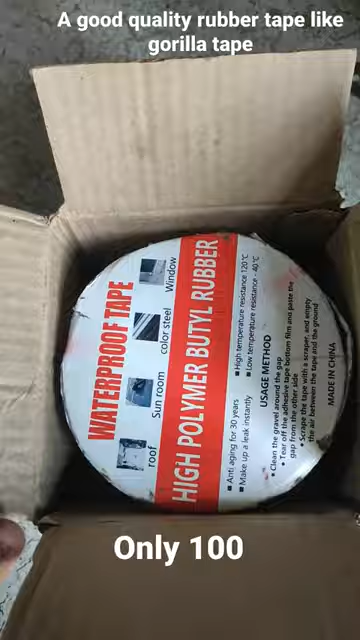 A good quality rubber tape like
gorilla tape
WATERPROOF TAPE
roof
Sun room
color steel
Window
HIGH POLYMER BUTYL RUBBER
■ Anti aging for 30 years
■ Make up a leak instantly
■ High temperature resistance 120℃
■ Low temperature resistance - 40℃
USAGE METHOD
• Clean the gravel around the gap
• Tear off the adhesive tape bottom film and paste the
gap from the other side
• Scrape the tape with a scraper, and empty
the air between the tape and the ground
MADE IN CHINA
Only 100